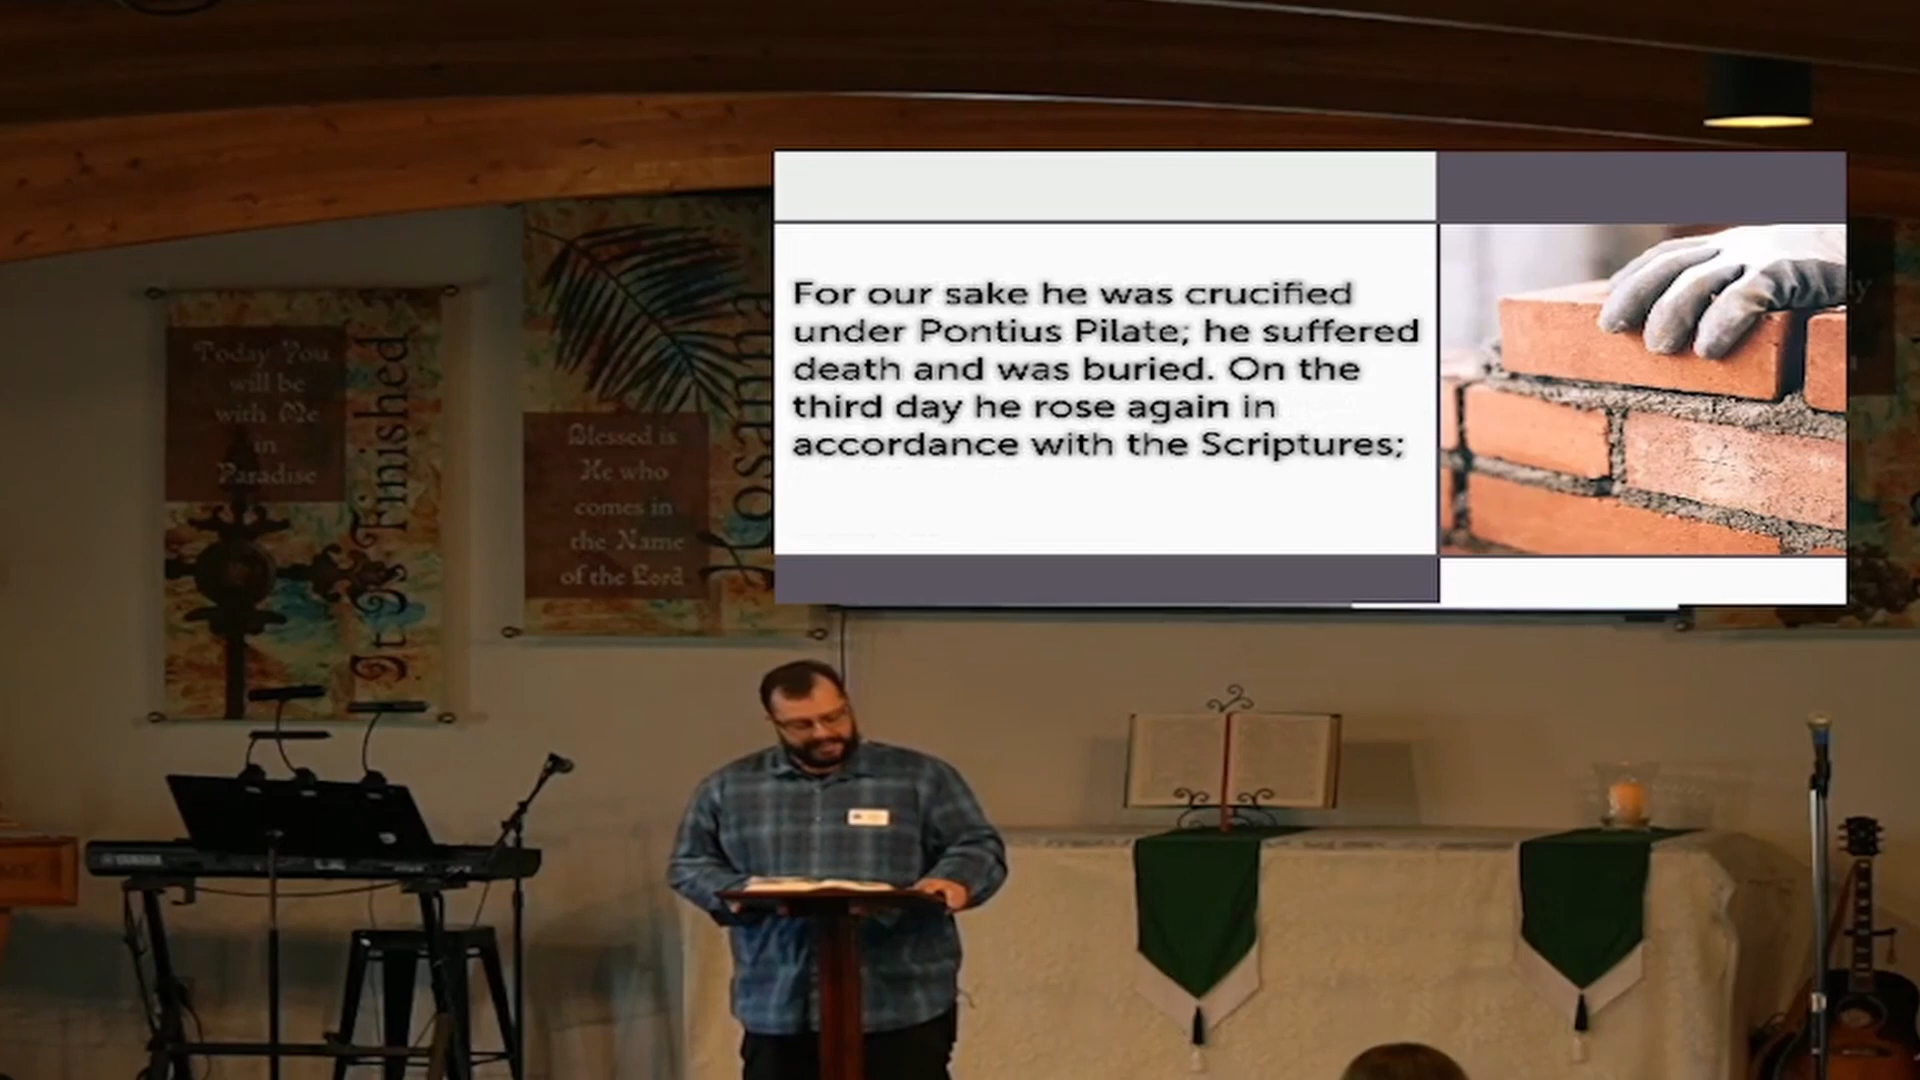 For our sake he was crucified
under Pontius Pilate; he suffered
death and was buried. On the
third day he rose again in
accordance with the Scriptures;
Today You
will be
with Me
in
Paradise
It Is Finished
Blessed is
He who
comes in
the Name
of the Lord
Hosanna
YAMAHA